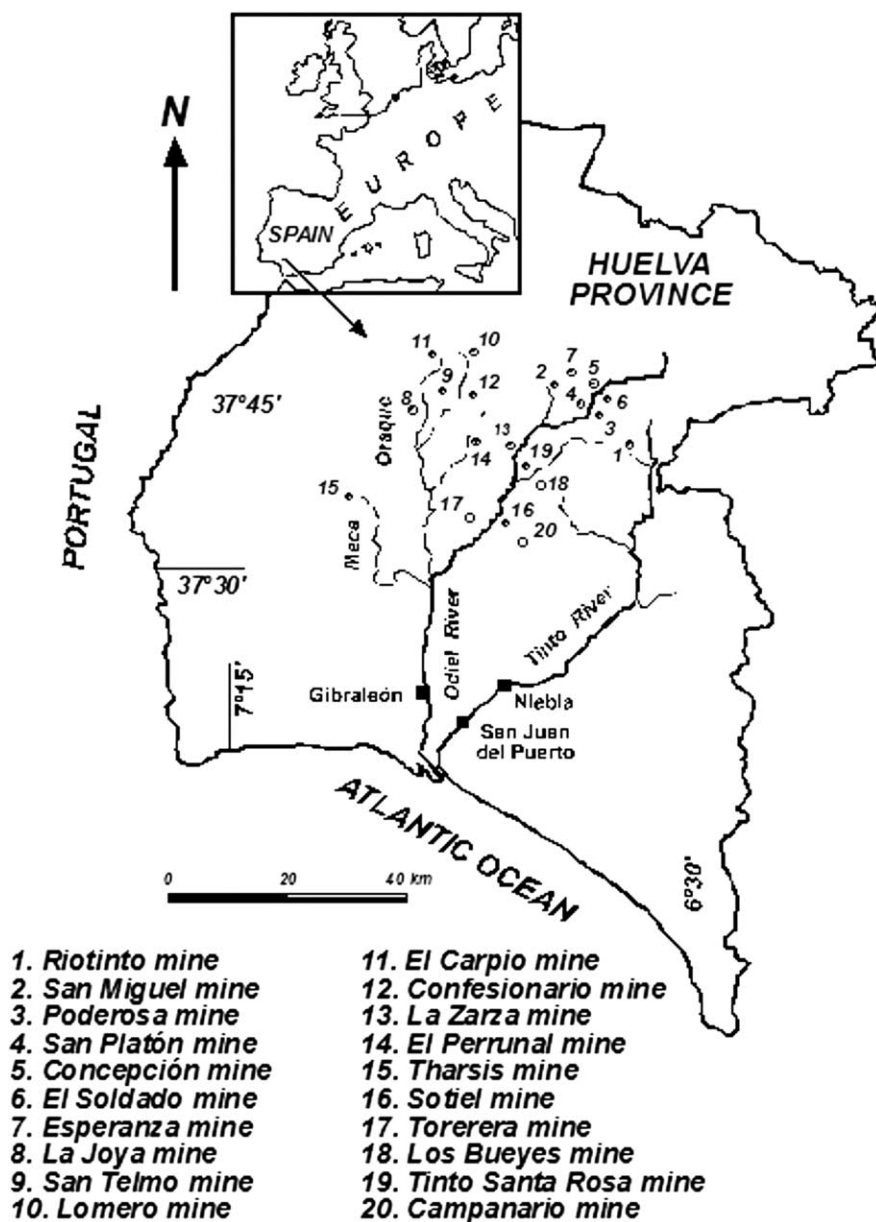 N
EUROPE
SPAIN
HUELVA
PROVINCE
PORTUGAL
37°45'
11
10
7
9
12
2
5
8
4
6
3
Oraque
13
1
14
19
15
18
17
16
20
Meca
37°30'
7°15'
Odiel River
Tinto River
Gibraleón
Niebla
San Juan
del Puerto
ATLANTIC OCEAN
6°30'
0 20 40 km
1. Riotinto mine
2. San Miguel mine
3. Poderosa mine
4. San Platón mine
5. Concepción mine
6. El Soldado mine
7. Esperanza mine
8. La Joya mine
9. San Telmo mine
10. Lomero mine
11. El Carpio mine
12. Confesionario mine
13. La Zarza mine
14. El Perrunal mine
15. Tharsis mine
16. Sotiel mine
17. Torerera mine
18. Los Bueyes mine
19. Tinto Santa Rosa mine
20. Campanario mine